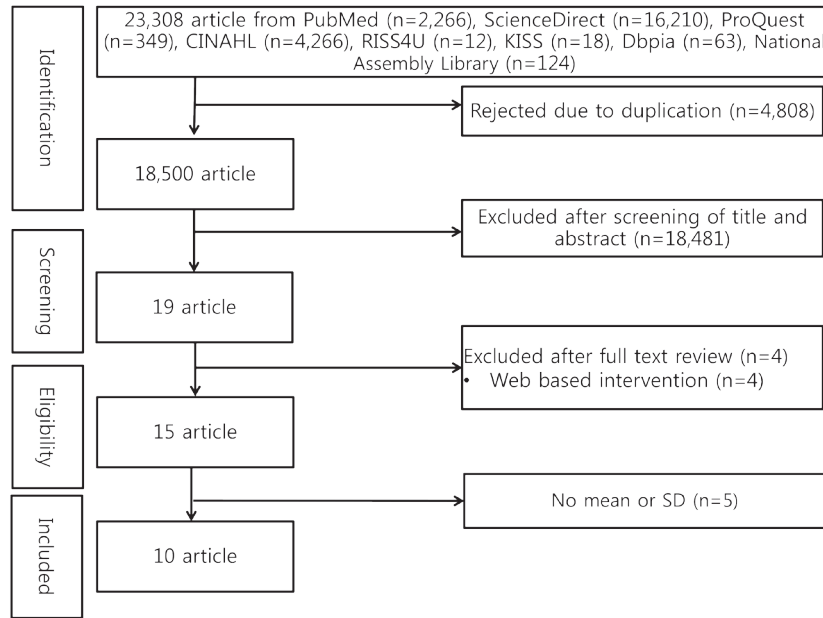 Identification
23,308 article from PubMed (n=2,266), ScienceDirect (n=16,210), ProQuest
(n=349), CINAHL (n=4,266), RISS4U (n=12), KISS (n=18), Dbpia (n=63), National
Assembly Library (n=124)
Rejected due to duplication (n=4,808)
18,500 article
Excluded after screening of title and
abstract (n=18,481)
Screening
19 article
Excluded after full text review (n=4)
• Web based intervention (n=4)
Eligibility
15 article
No mean or SD (n=5)
Included
10 article